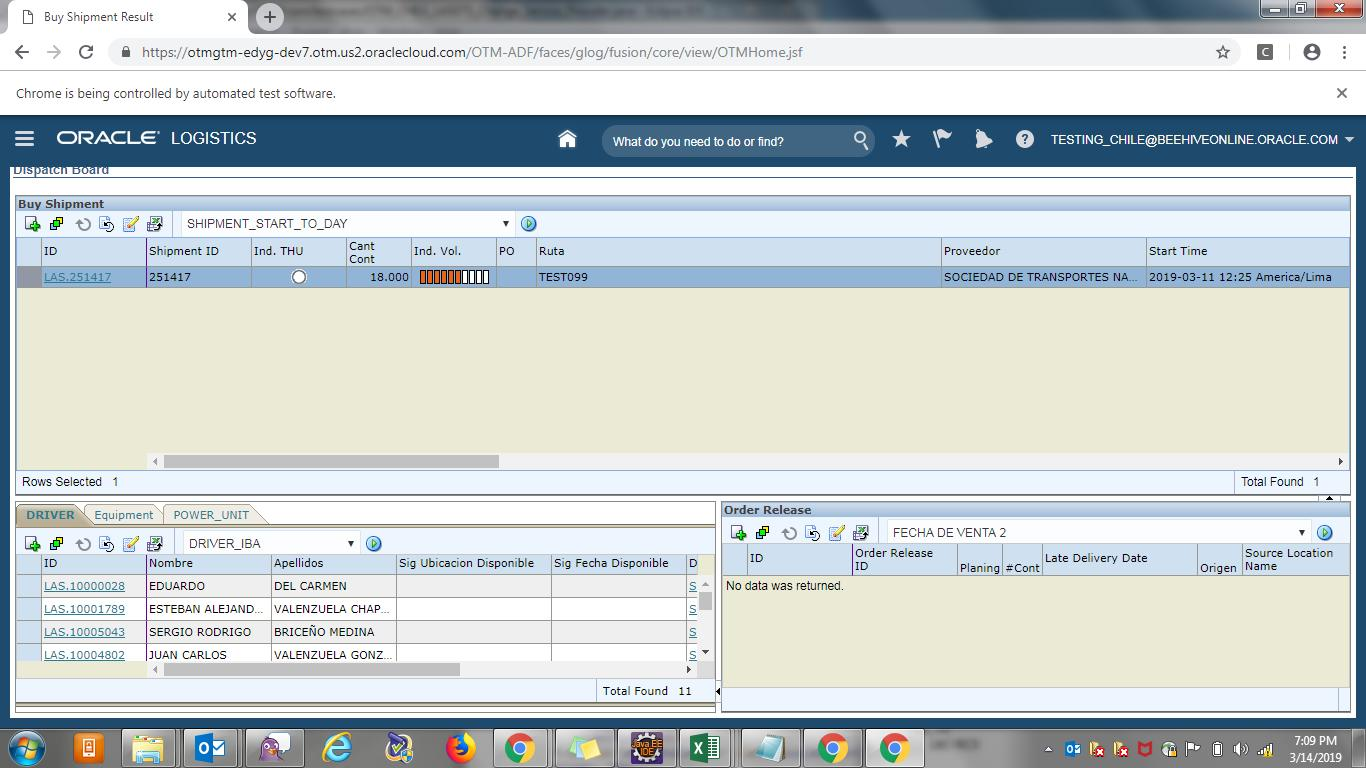 Buy Shipment Result
https://otmgtm-edyg-dev7.otm.us2.oraclecloud.com/OTM-ADF/faces/glog/fusion/core/view/OTMHome.jsf
C
Chrome is being controlled by automated test software.
ORACLE LOGISTICS
What do you need to do or find?
TESTING_CHILE@BEEHIVEONLINE.ORACLE.COM
Dispatch Board
Buy Shipment
SHIPMENT_START_TO_DAY
ID Shipment ID Ind. THU Cant Cont Ind. Vol. PO Ruta Proveedor Start Time
LAS.251417 251417 18.000 TEST099 SOCIEDAD DE TRANSPORTES NA... 2019-03-11 12:25 America/Lima
Rows Selected 1
Total Found 1
DRIVER Equipment POWER_UNIT
DRIVER_IBA
ID Nombre Apellidos Sig Ubicacion Disponible Sig Fecha Disponible D
LAS.10000028 EDUARDO DEL CARMEN S
LAS.10001789 ESTEBAN ALEJAND... VALENZUELA CHAP... S
LAS.10005043 SERGIO RODRIGO BRICEÑO MEDINA S
LAS.10004802 JUAN CARLOS VALENZUELA GONZ... S
Total Found 11
Order Release
FECHA DE VENTA 2
ID Order Release ID Planing #Cont Late Delivery Date Origen Source Location Name
No data was returned.
Java EE
IDE
7:09 PM
3/14/2019